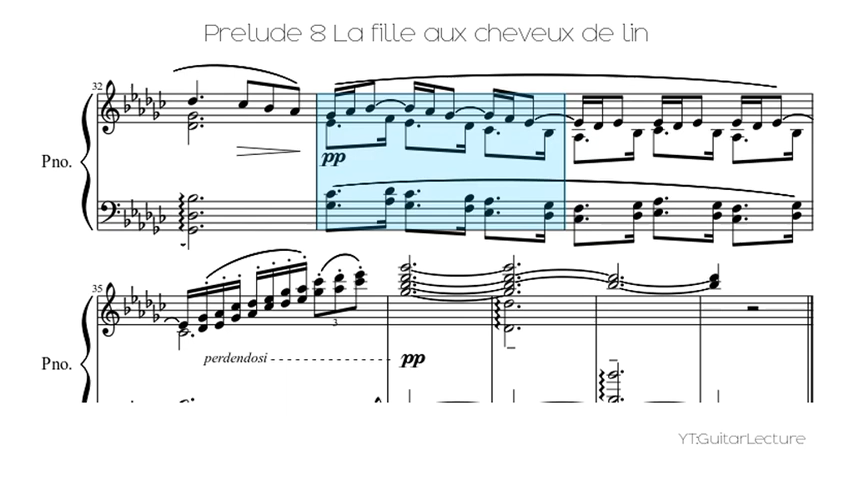 Prelude 8 La fille aux cheveux de lin
32
Pno.
pp
35
3
Pno.
perdendosi
pp
YT:GuitarLecture